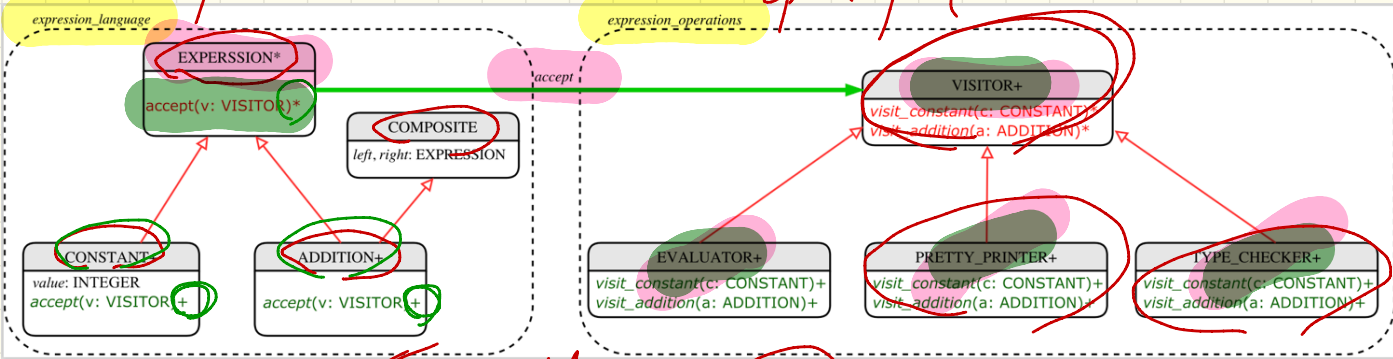 expression_language
EXPERSSION*
accept(v: VISITOR)*
COMPOSITE
left, right: EXPRESSION
CONSTANT+
value: INTEGER
accept(v: VISITOR)+
ADDITION+
accept(v: VISITOR)+
accept
expression_operations
VISITOR+
visit_constant(c: CONSTANT)*
visit_addition(a: ADDITION)*
EVALUATOR+
visit_constant(c: CONSTANT)+
visit_addition(a: ADDITION)+
PRETTY_PRINTER+
visit_constant(c: CONSTANT)+
visit_addition(a: ADDITION)+
TYPE_CHECKER+
visit_constant(c: CONSTANT)+
visit_addition(a: ADDITION)+